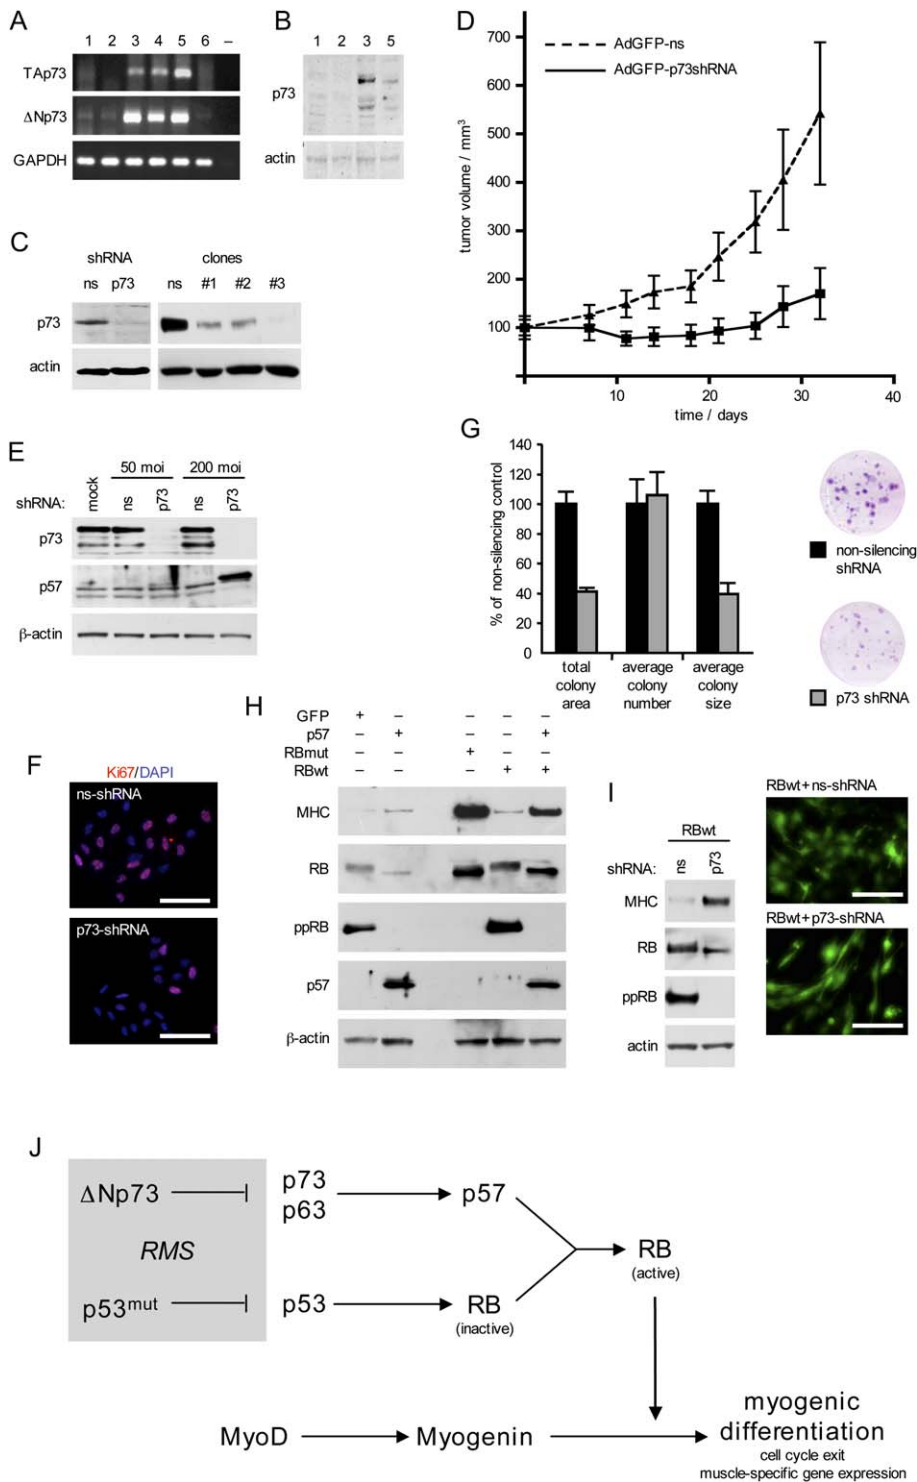 A
1 2 3 4 5 6 –
TAp73
ΔNp73
GAPDH
B
1 2 3 5
p73
actin
C
shRNA clones
ns p73 ns #1 #2 #3
p73
actin
D
AdGFP-ns
AdGFP-p73shRNA
tumor volume / mm³
700
600
500
400
300
200
100
10 20 30 40
time / days
E
50 moi 200 moi
shRNA: mock ns p73 ns p73
p73
p57
β-actin
F
Ki67/DAPI
ns-shRNA
p73-shRNA
G
% of non-silencing control
140
120
100
80
60
40
20
0
total colony area
average colony number
average colony size
non-silencing
shRNA
p73 shRNA
H
GFP + – – – –
p57 – + – – +
RBmut – – + – –
RBwt – – – + +
MHC
RB
ppRB
p57
β-actin
I
RBwt
shRNA: ns p73
MHC
RB
ppRB
actin
RBwt+ns-shRNA
RBwt+p73-shRNA
J
ΔNp73
p73
p63
p57
RMS
RB
(active)
p53mut
p53
RB
(inactive)
MyoD
Myogenin
myogenic
differentiation
cell cycle exit
muscle-specific gene expression